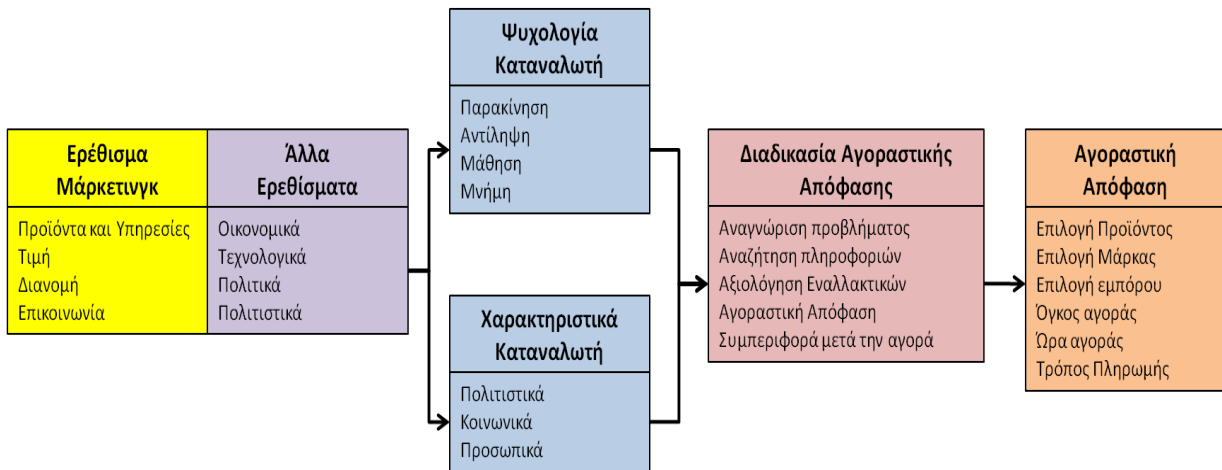 Ερέθισμα
Μάρκετινγκ
Προϊόντα και Υπηρεσίες
Τιμή
Διανομή
Επικοινωνία
Άλλα
Ερεθίσματα
Οικονομικά
Τεχνολογικά
Πολιτικά
Πολιτιστικά
Ψυχολογία
Καταναλωτή
Παρακίνηση
Αντίληψη
Μάθηση
Μνήμη
Χαρακτηριστικά
Καταναλωτή
Πολιτιστικά
Κοινωνικά
Προσωπικά
Διαδικασία Αγοραστικής
Απόφασης
Αναγνώριση προβλήματος
Αναζήτηση πληροφοριών
Αξιολόγηση Εναλλακτικών
Αγοραστική Απόφαση
Συμπεριφορά μετά την αγορά
Αγοραστική
Απόφαση
Επιλογή Προϊόντος
Επιλογή Μάρκας
Επιλογή εμπόρου
Όγκος αγοράς
Ώρα αγοράς
Τρόπος Πληρωμής